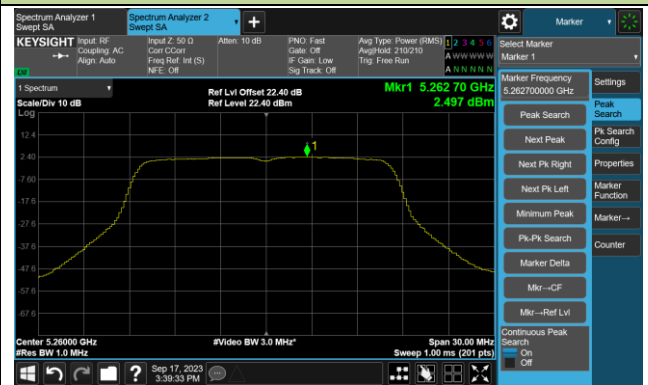 Spectrum Analyzer 1
Swept SA
Spectrum Analyzer 2
Swept SA
+
Marker
KEYSIGHT
Input: RF
Coupling: AC
Align: Auto
Input Z: 50 Ω
Corr CCorr
Freq Ref: Int (S)
NFE: Off
Atten: 10 dB
PNO: Fast
Gate: Off
IF Gain: Low
Sig Track: Off
Avg Type: Power (RMS)
Avg|Hold: 210/210
Trig: Free Run
1 2 3 4 5 6
A W W W W W
A N N N N N
LXI
Select Marker
Marker 1
1 Spectrum
Scale/Div 10 dB
Log
Ref Lvl Offset 22.40 dB
Ref Level 22.40 dBm
Mkr1 5.262 70 GHz
2.497 dBm
Marker Frequency
5.262700000 GHz
Settings
Peak Search
Peak
Search
Next Peak
Pk Search
Config
Next Pk Right
Properties
Next Pk Left
Marker
Function
Minimum Peak
Marker→
Pk-Pk Search
Counter
Marker Delta
Mkr→CF
Mkr→Ref Lvl
Continuous Peak
Search
On
Off
12.4
2.40
-7.60
-17.6
-27.6
-37.6
-47.6
-57.6
-67.6
1
Center 5.26000 GHz
#Res BW 1.0 MHz
#Video BW 3.0 MHz*
Span 30.00 MHz
Sweep 1.00 ms (201 pts)
?
Sep 17, 2023
3:39:33 PM